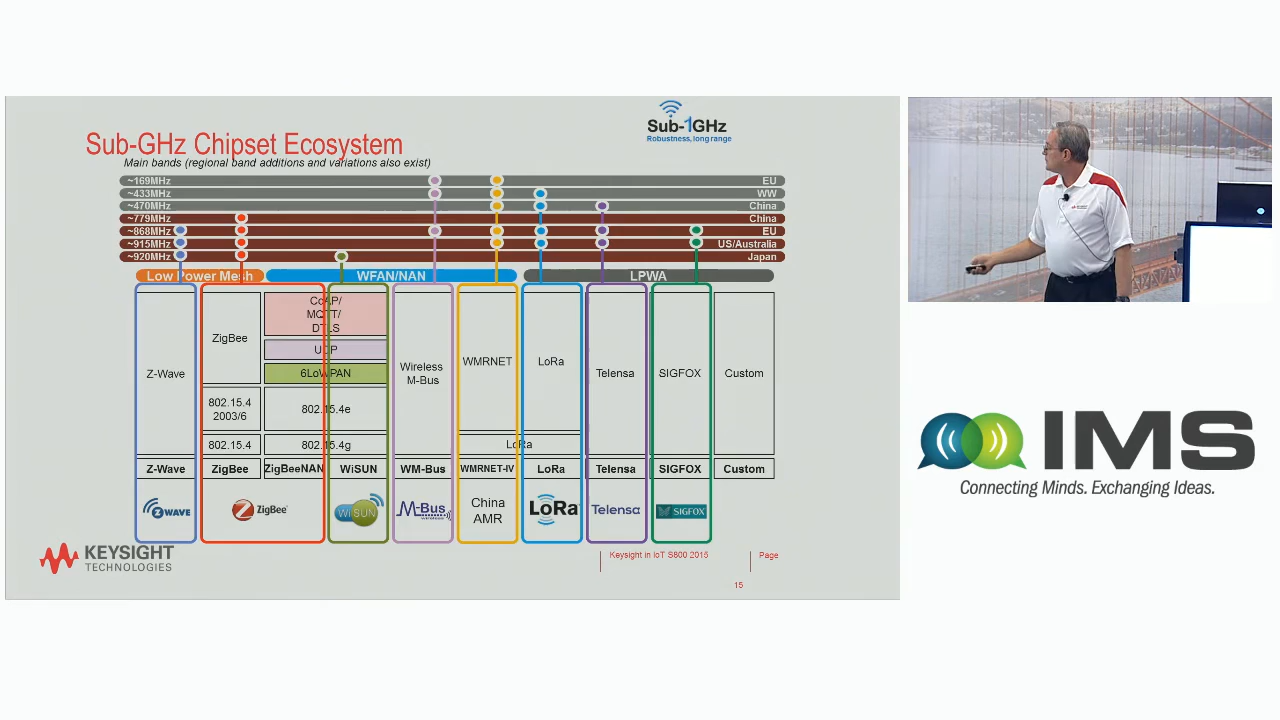 Sub-GHz Chipset Ecosystem
Main bands (regional band additions and variations also exist)
Sub-1GHz
Robustness, long range
~169MHz EU
~433MHz WW
~470MHz China
~779MHz China
~868MHz EU
~915MHz US/Australia
~920MHz Japan
Low Power Mesh WFAN/NAN LPWA
CoAP/
MQTT/
DTLS
UDP
6LoWPAN
Z-Wave
ZigBee
802.15.4
2003/6
802.15.4e
802.15.4
802.15.4g
Wireless
M-Bus
WMRNET
LoRa
LoRa
Telensa
SIGFOX
Custom
Z-Wave ZigBee ZigBeeNAN WiSUN WM-Bus WMRNET-IV LoRa Telensa SIGFOX Custom
ZWAVE
ZigBee
Wi SUN
M-Bus
wireless
China
AMR
LoRa
Telensa
SIGFOX
KEYSIGHT
TECHNOLOGIES
Keysight in IoT S800 2015
Page
15
IMS
Connecting Minds. Exchanging Ideas.